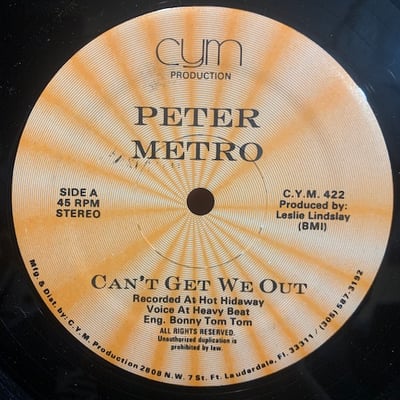 cym
PRODUCTION
PETER
METRO
SIDE A
45 RPM
STEREO
C.Y.M. 422
Produced by:
Leslie Lindslay
(BMI)
CAN'T GET WE OUT
Recorded At Hot Hidaway
Voice At Heavy Beat
Eng. Bonny Tom Tom
ALL RIGHTS RESERVED.
Unauthorized duplication is
prohibited by law.
Mfg. & Dist. by: C.Y.M. Production 2808 N.W. 7 St. Ft. Lauderdale, Fl. 33311 / (305) 587-3192